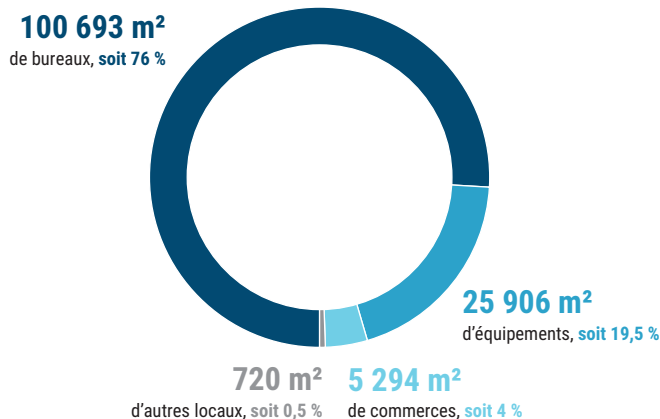 100 693 m²
de bureaux, soit 76 %
25 906 m²
d’équipements, soit 19,5 %
720 m²
d’autres locaux, soit 0,5 %
5 294 m²
de commerces, soit 4 %